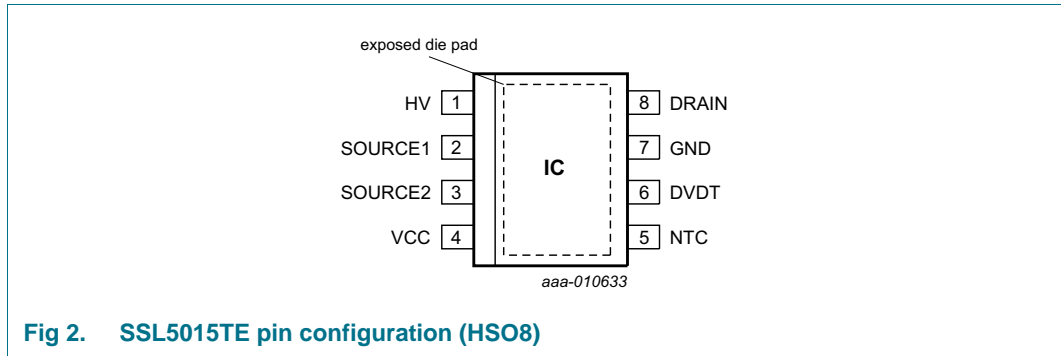 exposed die pad
HV 1
SOURCE1 2
SOURCE2 3
VCC 4
IC
8 DRAIN
7 GND
6 DVDT
5 NTC
aaa-010633
Fig 2. SSL5015TE pin configuration (HSO8)